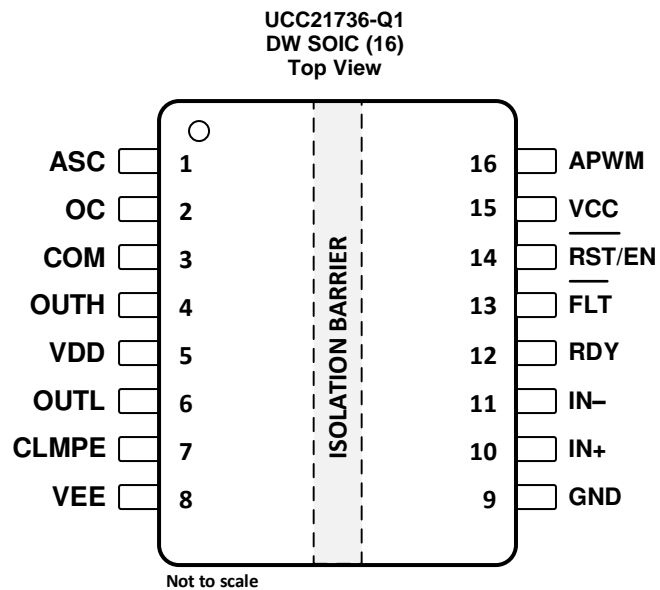 UCC21736-Q1
DW SOIC (16)
Top View
ASC 1 16 APWM
OC 2 15 VCC
COM 3 14 RST/EN
OUTH 4 13 FLT
VDD 5 12 RDY
OUTL 6 11 IN–
CLMPE 7 10 IN+
VEE 8 9 GND
ISOLATION BARRIER
Not to scale